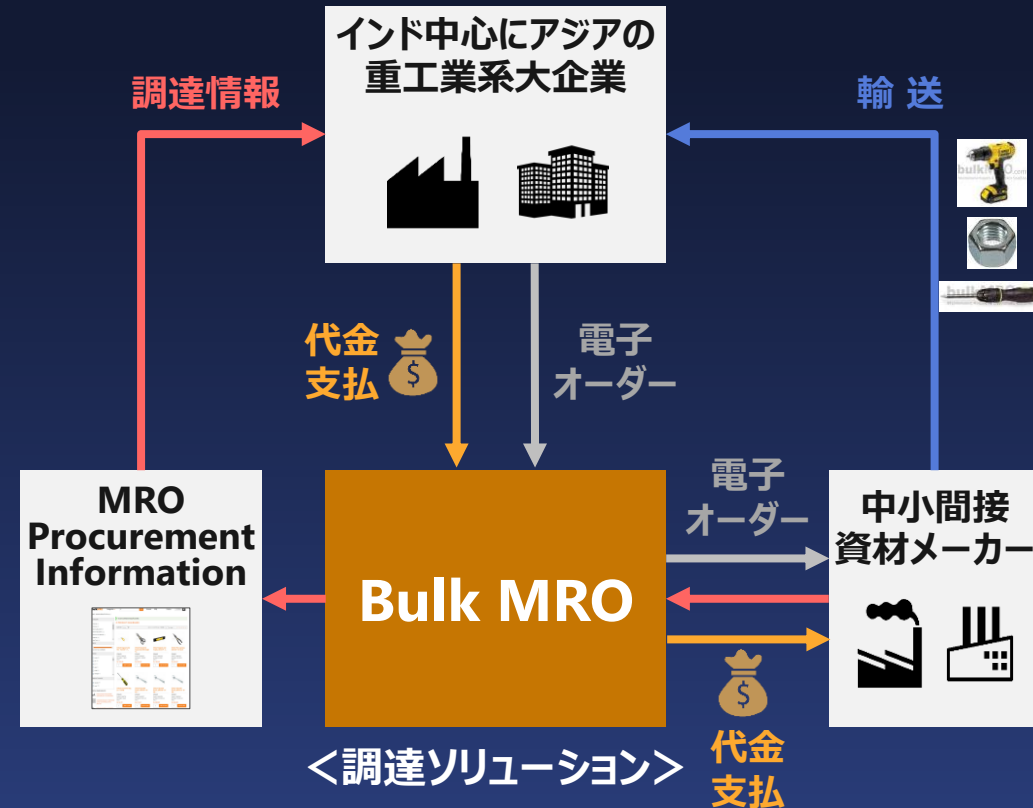 インド中心にアジアの
重工業系大企業
調達情報
輸 送
代金
支払
電子
オーダー
電子
オーダー
MRO
Procurement
Information
Bulk MRO
中小間接
資材メーカー
代金
支払
＜調達ソリューション＞